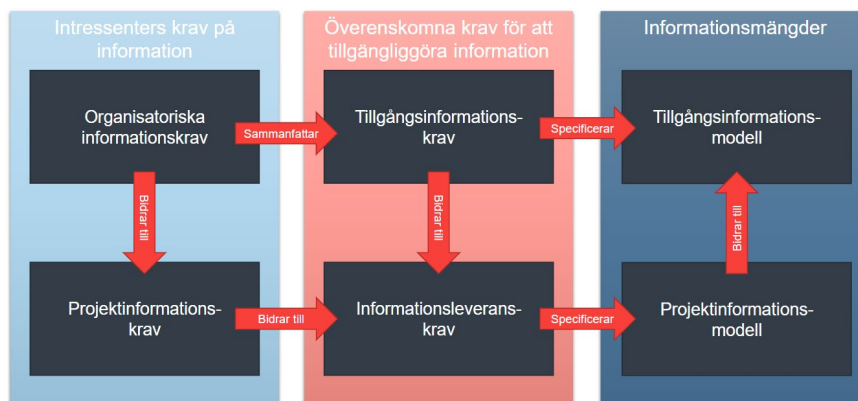 Intressenters krav på
information
Överenskomna krav för att
tillgängliggöra information
Informationsmängder
Organisatoriska
informationskrav
Sammanfattar
Tillgångsinformations-
krav
Specificerar
Tillgångsinformations-
modell
Bidrar till
Bidrar till
Bidrar till
Projektinformations-
krav
Bidrar till
Informationsleverans-
krav
Specificerar
Projektinformations-
modell